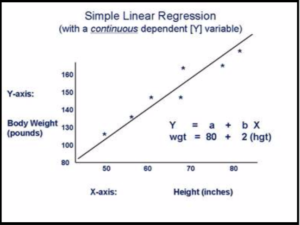 Simple Linear Regression
(with a continuous dependent [Y] variable)
160
Y-axis:
150
140
Body Weight
(pounds)
130
120
100
80
Y = a + b X
wgt = 80 + 2 (hgt)
50 60 70 80
X-axis: Height (inches)